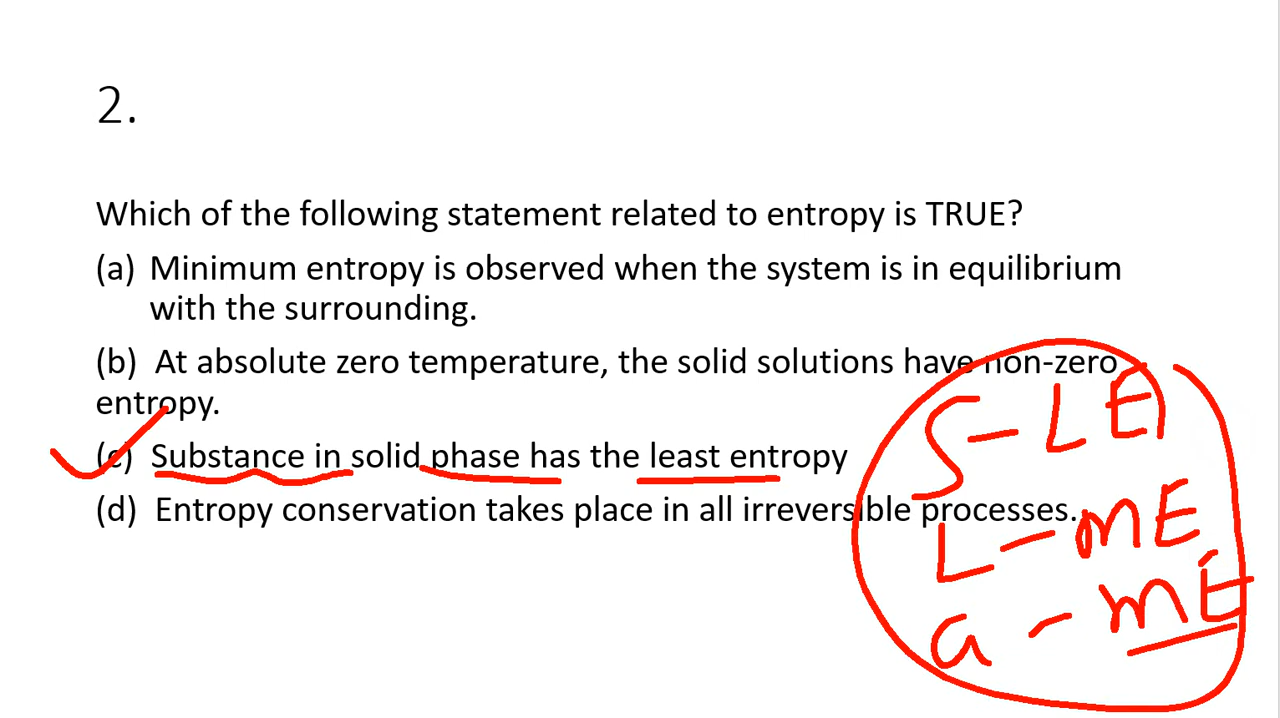 2.
Which of the following statement related to entropy is TRUE?
(a) Minimum entropy is observed when the system is in equilibrium
with the surrounding.
(b) At absolute zero temperature, the solid solutions have non-zero
entropy.
(c) Substance in solid phase has the least entropy
(d) Entropy conservation takes place in all irreversible processes.
S - LE
L - mE
a - mE